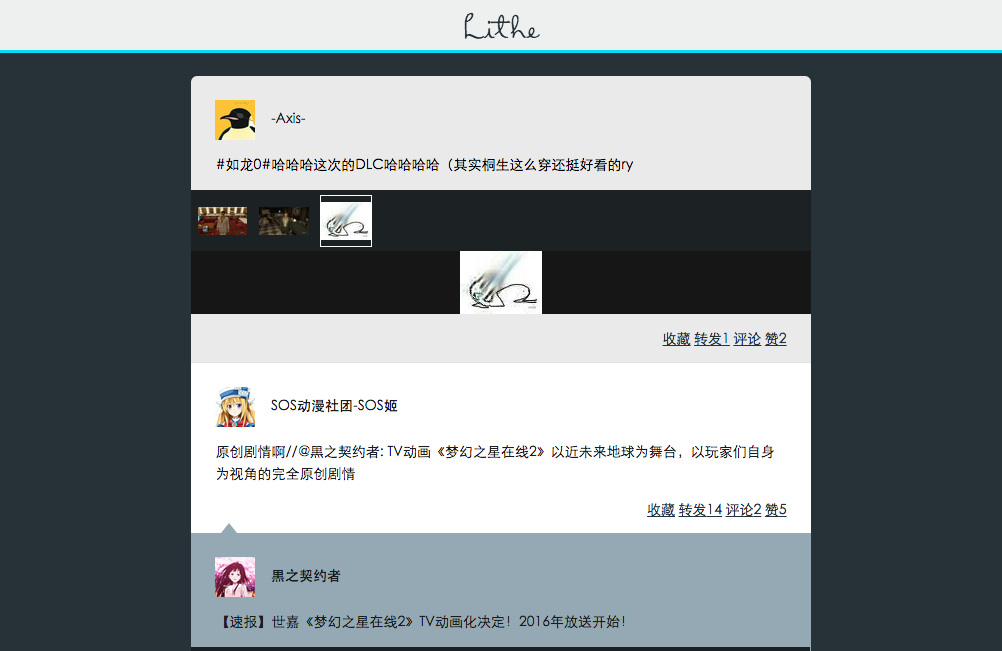 Lithe
-Axis-
#如龙0#哈哈哈这次的DLC哈哈哈哈（其实桐生这么穿还挺好看的ry
收藏 转发1 评论 赞2
SOS动漫社团-SOS姬
原创剧情啊//@黒之契约者: TV动画《梦幻之星在线2》以近未来地球为舞台，以玩家们自身
为视角的完全原创剧情
收藏 转发14 评论2 赞5
黒之契约者
【速报】世嘉《梦幻之星在线2》TV动画化决定！2016年放送开始！